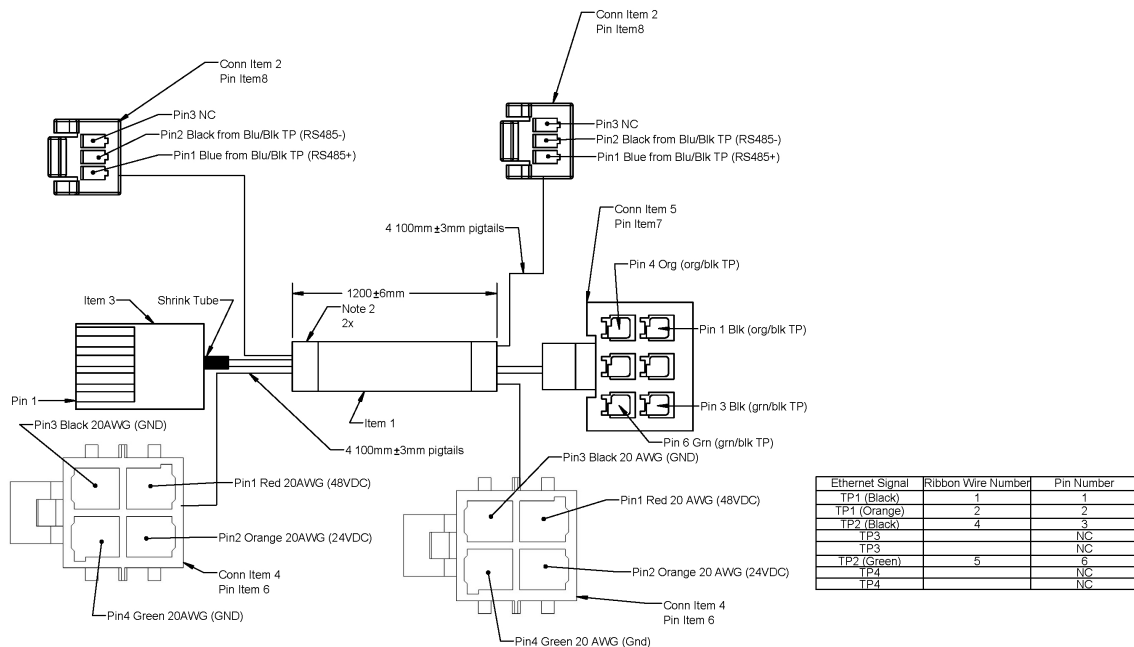 Conn Item 2
Pin Item8
Conn Item 2
Pin Item8
Pin3 NC
Pin2 Black from Blu/Blk TP (RS485-)
Pin1 Blue from Blu/Blk TP (RS485+)
Pin3 NC
Pin2 Black from Blu/Blk TP (RS485-)
Pin1 Blue from Blu/Blk TP (RS485+)
Conn Item 5
Pin Item7
4 100mm±3mm pigtails
Pin 4 Org (org/blk TP)
1200±6mm
Item 3
Shrink Tube
Note 2
2x
Pin 1 Blk (org/blk TP)
Pin 1
Item 1
Pin 3 Blk (grn/blk TP)
Pin 6 Grn (grn/blk TP)
Pin3 Black 20AWG (GND)
4 100mm±3mm pigtails
Pin3 Black 20 AWG (GND)
Pin1 Red 20AWG (48VDC)
Pin1 Red 20 AWG (48VDC)
Pin2 Orange 20AWG (24VDC)
Pin2 Orange 20 AWG (24VDC)
Conn Item 4
Pin Item 6
Conn Item 4
Pin Item 6
Pin4 Green 20AWG (GND)
Pin4 Green 20 AWG (Gnd)
Ethernet Signal Ribbon Wire Number Pin Number
TP1 (Black) 1 1
TP1 (Orange) 2 2
TP2 (Black) 4 3
TP3 NC
TP3 NC
TP2 (Green) 5 6
TP4 NC
TP4 NC